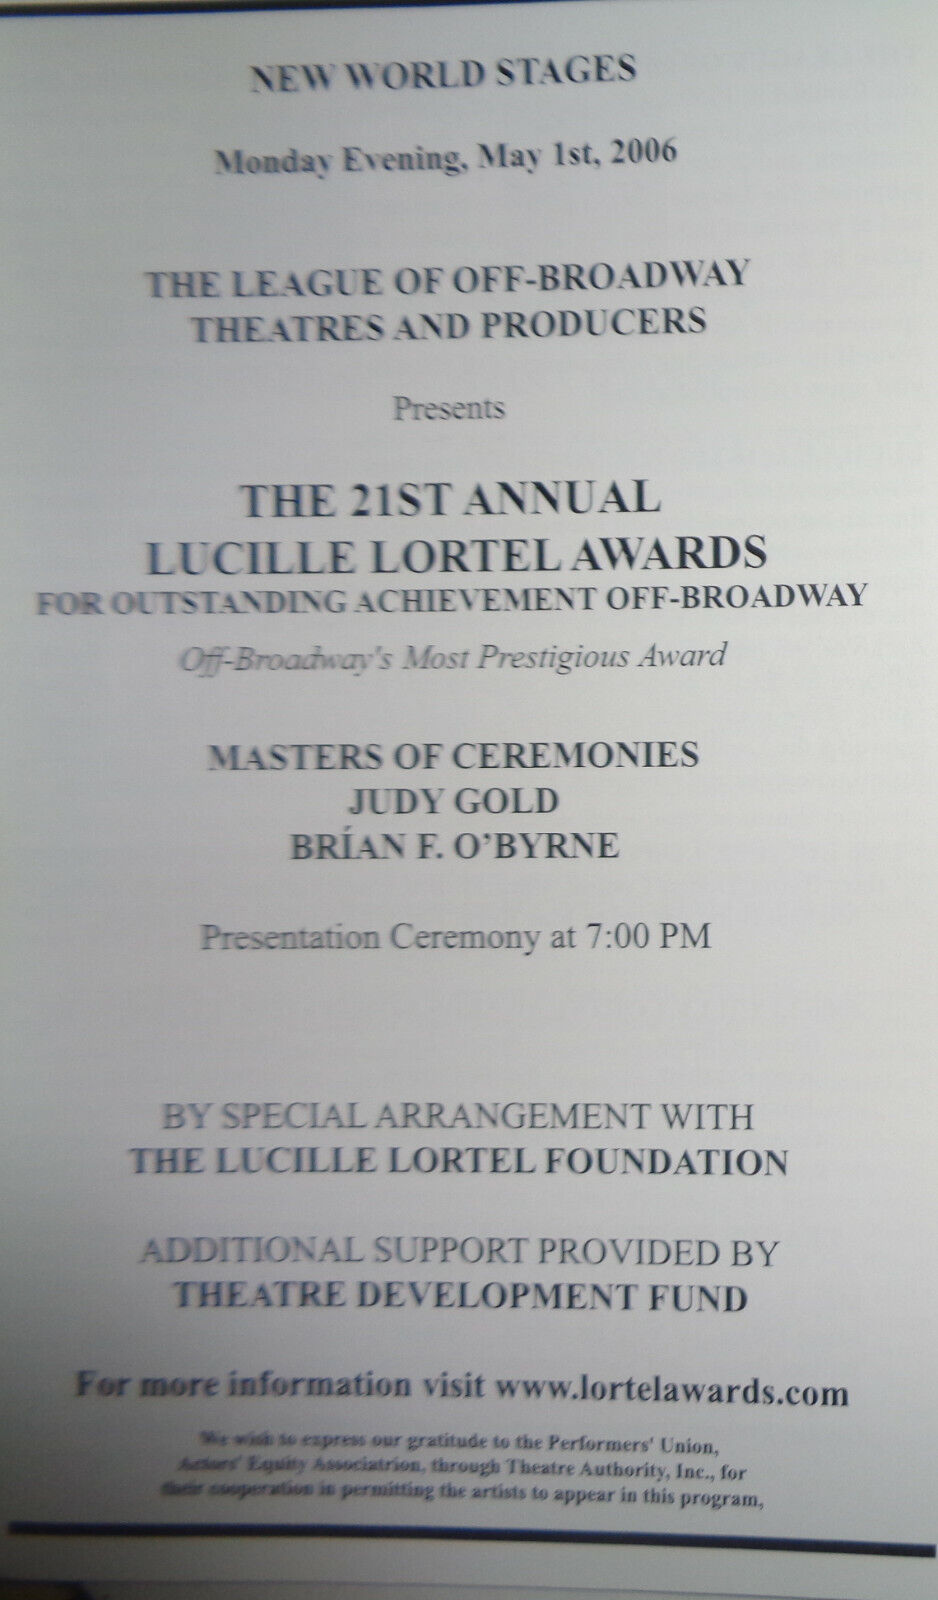 NEW WORLD STAGES
Monday Evening, May 1st, 2006
THE LEAGUE OF OFF-BROADWAY
THEATRES AND PRODUCERS
Presents
THE 21ST ANNUAL
LUCILLE LORTEL AWARDS
FOR OUTSTANDING ACHIEVEMENT OFF-BROADWAY
Off-Broadway's Most Prestigious Award
MASTERS OF CEREMONIES
JUDY GOLD
BRÍAN F. O'BYRNE
Presentation Ceremony at 7:00 PM
BY SPECIAL ARRANGEMENT WITH
THE LUCILLE LORTEL FOUNDATION
ADDITIONAL SUPPORT PROVIDED BY
THEATRE DEVELOPMENT FUND
For more information visit www.lortelawards.com
We wish to express our gratitude to the Performers' Union,
Actors' Equity Associatrion, through Theatre Authority, Inc., for
their cooperation in permitting the artists to appear in this program,